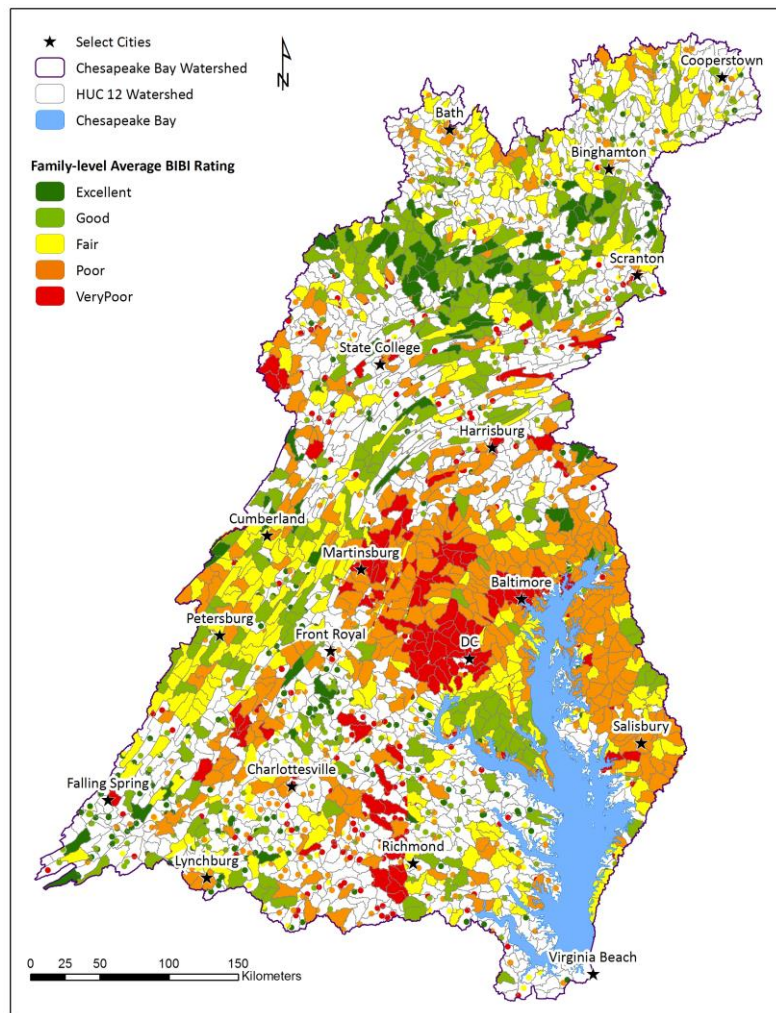 Select Cities
Chesapeake Bay Watershed
HUC 12 Watershed
Chesapeake Bay
N
Family-level Average BIBI Rating
Excellent
Good
Fair
Poor
VeryPoor
Cooperstown
Bath
Binghamton
Scranton
State College
Harrisburg
Cumberland
Martinsburg
Baltimore
Petersburg
Front Royal
DC
Salisbury
Charlottesville
Falling Spring
Richmond
Lynchburg
Virginia Beach
0 25 50 100 150
Kilometers